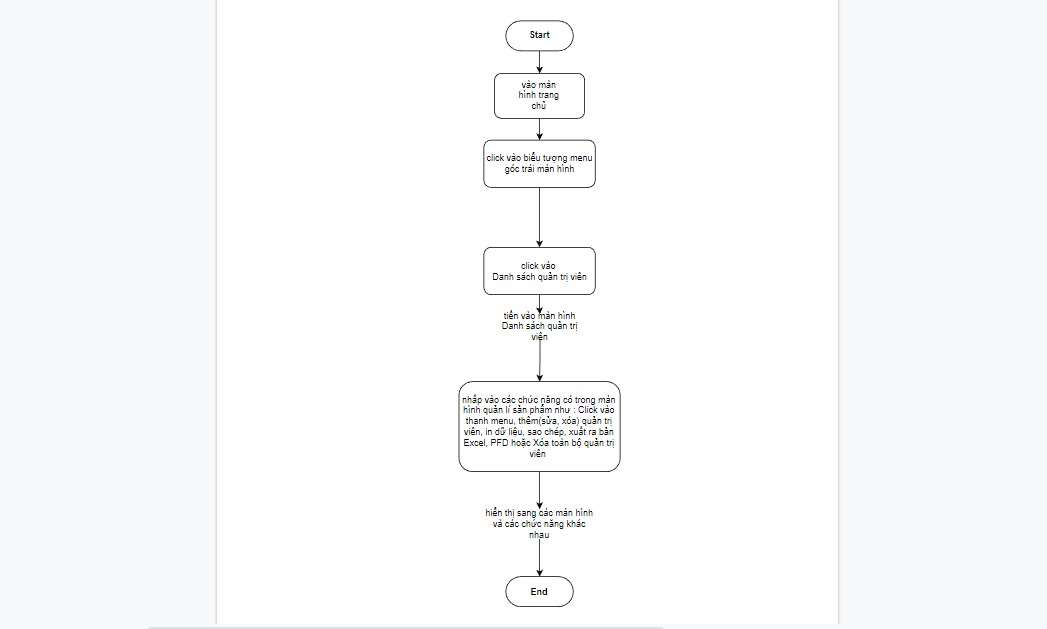 Start
vào màn
hình trang
chủ
click vào biểu tượng menu
góc trái màn hình
click vào
Danh sách quản trị viên
tiến vào màn hình
Danh sách quản trị
viên
nhấp vào các chức năng có trong màn
hình quản lí sản phẩm như : Click vào
thanh menu, thêm(sửa, xóa) quản trị
viên, in dữ liệu, sao chép, xuất ra bản
Excel, PFD hoặc Xóa toàn bộ quản trị
viên
hiển thị sang các màn hình
và các chức năng khác
nhau
End